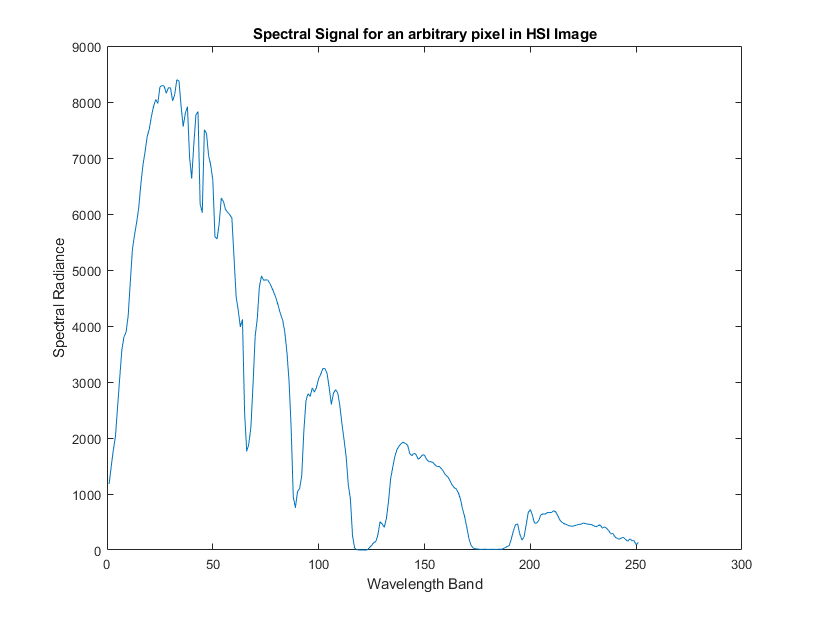 Spectral Signal for an arbitrary pixel in HSI Image
9000
8000
7000
6000
5000
4000
3000
2000
1000
0
Spectral Radiance
0 50 100 150 200 250 300
Wavelength Band